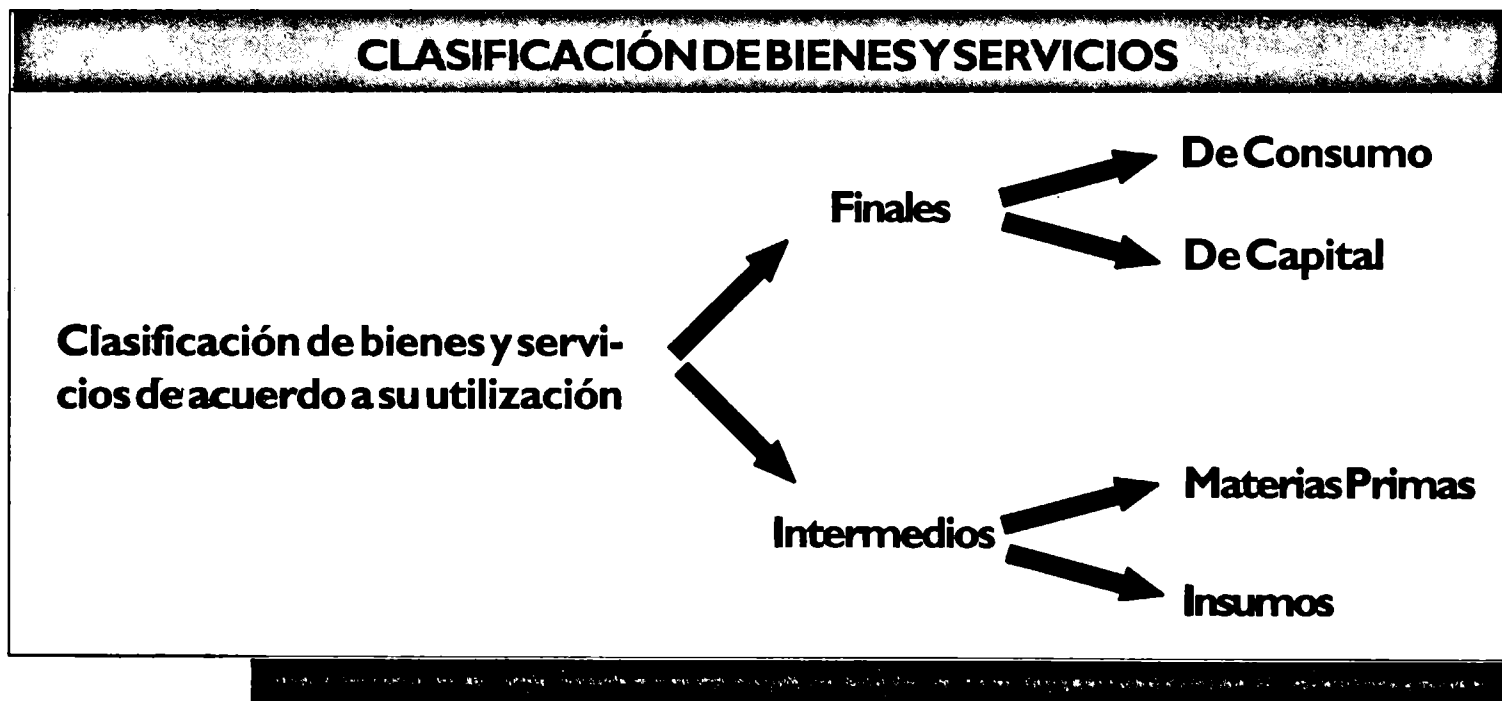 CLASIFICACIÓN DE BIENES Y SERVICIOS
De Consumo
Finales
De Capital
Clasificación de bienes y servi-
cios de acuerdo a su utilización
Materias Primas
Intermedios
Insumos